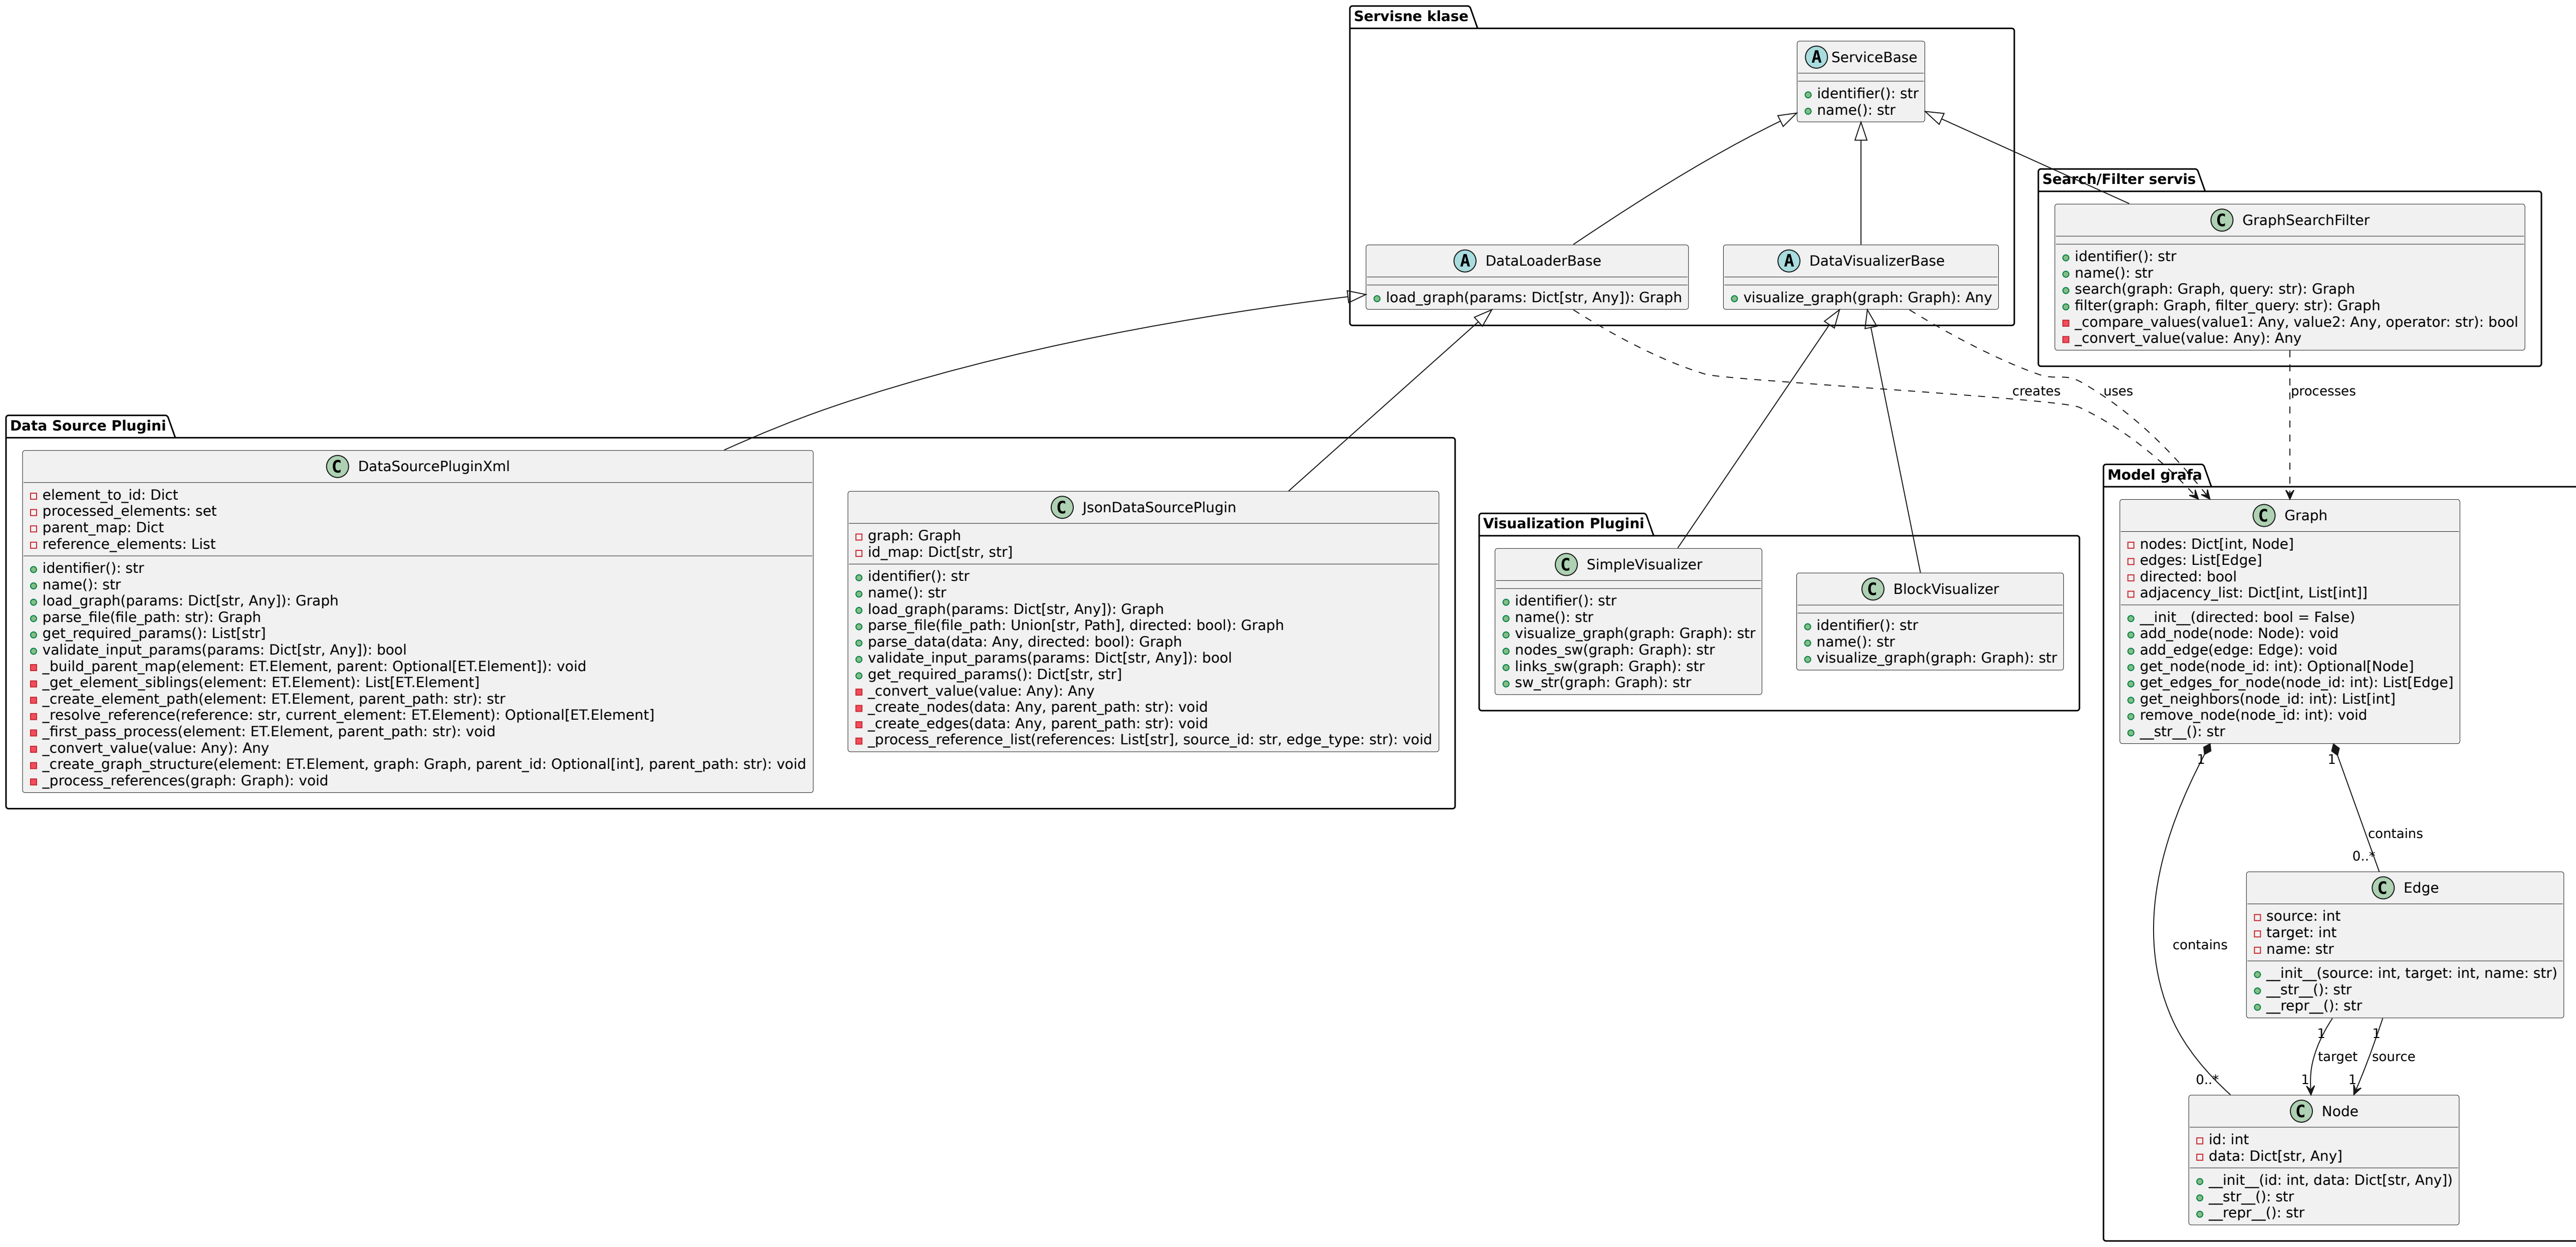 Servisne klase
A ServiceBase
identifier(): str
name(): str
Search/Filter servis
C GraphSearchFilter
identifier(): str
name(): str
search(graph: Graph, query: str): Graph
filter(graph: Graph, filter_query: str): Graph
_compare_values(value1: Any, value2: Any, operator: str): bool
_convert_value(value: Any): Any
A DataLoaderBase
load_graph(params: Dict[str, Any]): Graph
A DataVisualizerBase
visualize_graph(graph: Graph): Any
creates
uses
processes
Data Source Plugini
C DataSourcePluginXml
element_to_id: Dict
processed_elements: set
parent_map: Dict
reference_elements: List
identifier(): str
name(): str
load_graph(params: Dict[str, Any]): Graph
parse_file(file_path: str): Graph
get_required_params(): List[str]
validate_input_params(params: Dict[str, Any]): bool
_build_parent_map(element: ET.Element, parent: Optional[ET.Element]): void
_get_element_siblings(element: ET.Element): List[ET.Element]
_create_element_path(element: ET.Element, parent_path: str): str
_resolve_reference(reference: str, current_element: ET.Element): Optional[ET.Element]
_first_pass_process(element: ET.Element, parent_path: str): void
_convert_value(value: Any): Any
_create_graph_structure(element: ET.Element, graph: Graph, parent_id: Optional[int], parent_path: str): void
_process_references(graph: Graph): void
C JsonDataSourcePlugin
graph: Graph
id_map: Dict[str, str]
identifier(): str
name(): str
load_graph(params: Dict[str, Any]): Graph
parse_file(file_path: Union[str, Path], directed: bool): Graph
parse_data(data: Any, directed: bool): Graph
validate_input_params(params: Dict[str, Any]): bool
get_required_params(): Dict[str, str]
_convert_value(value: Any): Any
_create_nodes(data: Any, parent_path: str): void
_create_edges(data: Any, parent_path: str): void
_process_reference_list(references: List[str], source_id: str, edge_type: str): void
Visualization Plugini
C SimpleVisualizer
identifier(): str
name(): str
visualize_graph(graph: Graph): str
nodes_sw(graph: Graph): str
links_sw(graph: Graph): str
sw_str(graph: Graph): str
C BlockVisualizer
identifier(): str
name(): str
visualize_graph(graph: Graph): str
Model grafa
C Graph
nodes: Dict[int, Node]
edges: List[Edge]
directed: bool
adjacency_list: Dict[int, List[int]]
__init__(directed: bool = False)
add_node(node: Node): void
add_edge(edge: Edge): void
get_node(node_id: int): Optional[Node]
get_edges_for_node(node_id: int): List[Edge]
get_neighbors(node_id: int): List[int]
remove_node(node_id: int): void
__str__(): str
1
1
contains
0..*
C Edge
source: int
target: int
name: str
__init__(source: int, target: int, name: str)
__str__(): str
__repr__(): str
contains
1
1
target
source
0..*
1
1
C Node
id: int
data: Dict[str, Any]
__init__(id: int, data: Dict[str, Any])
__str__(): str
__repr__(): str